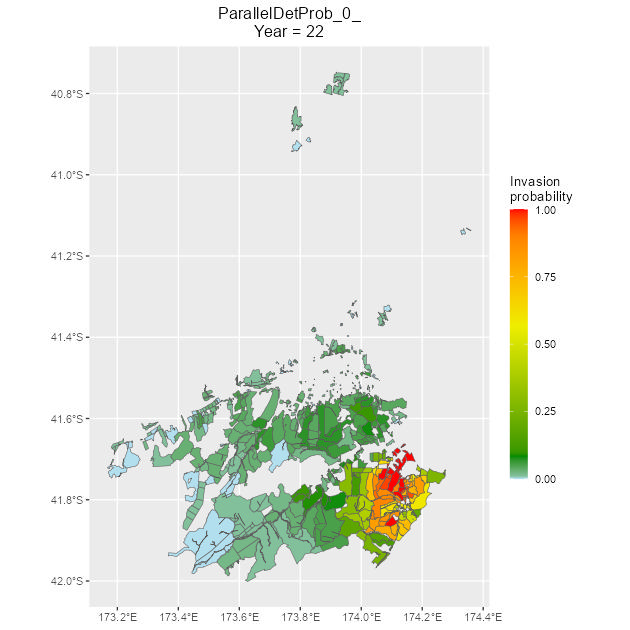 ParallelDetProb_0_
Year = 22
40.8°S
41.0°S
41.2°S
41.4°S
41.6°S
41.8°S
42.0°S
173.2°E 173.4°E 173.6°E 173.8°E 174.0°E 174.2°E 174.4°E
Invasion
probability
1.00
0.75
0.50
0.25
0.00